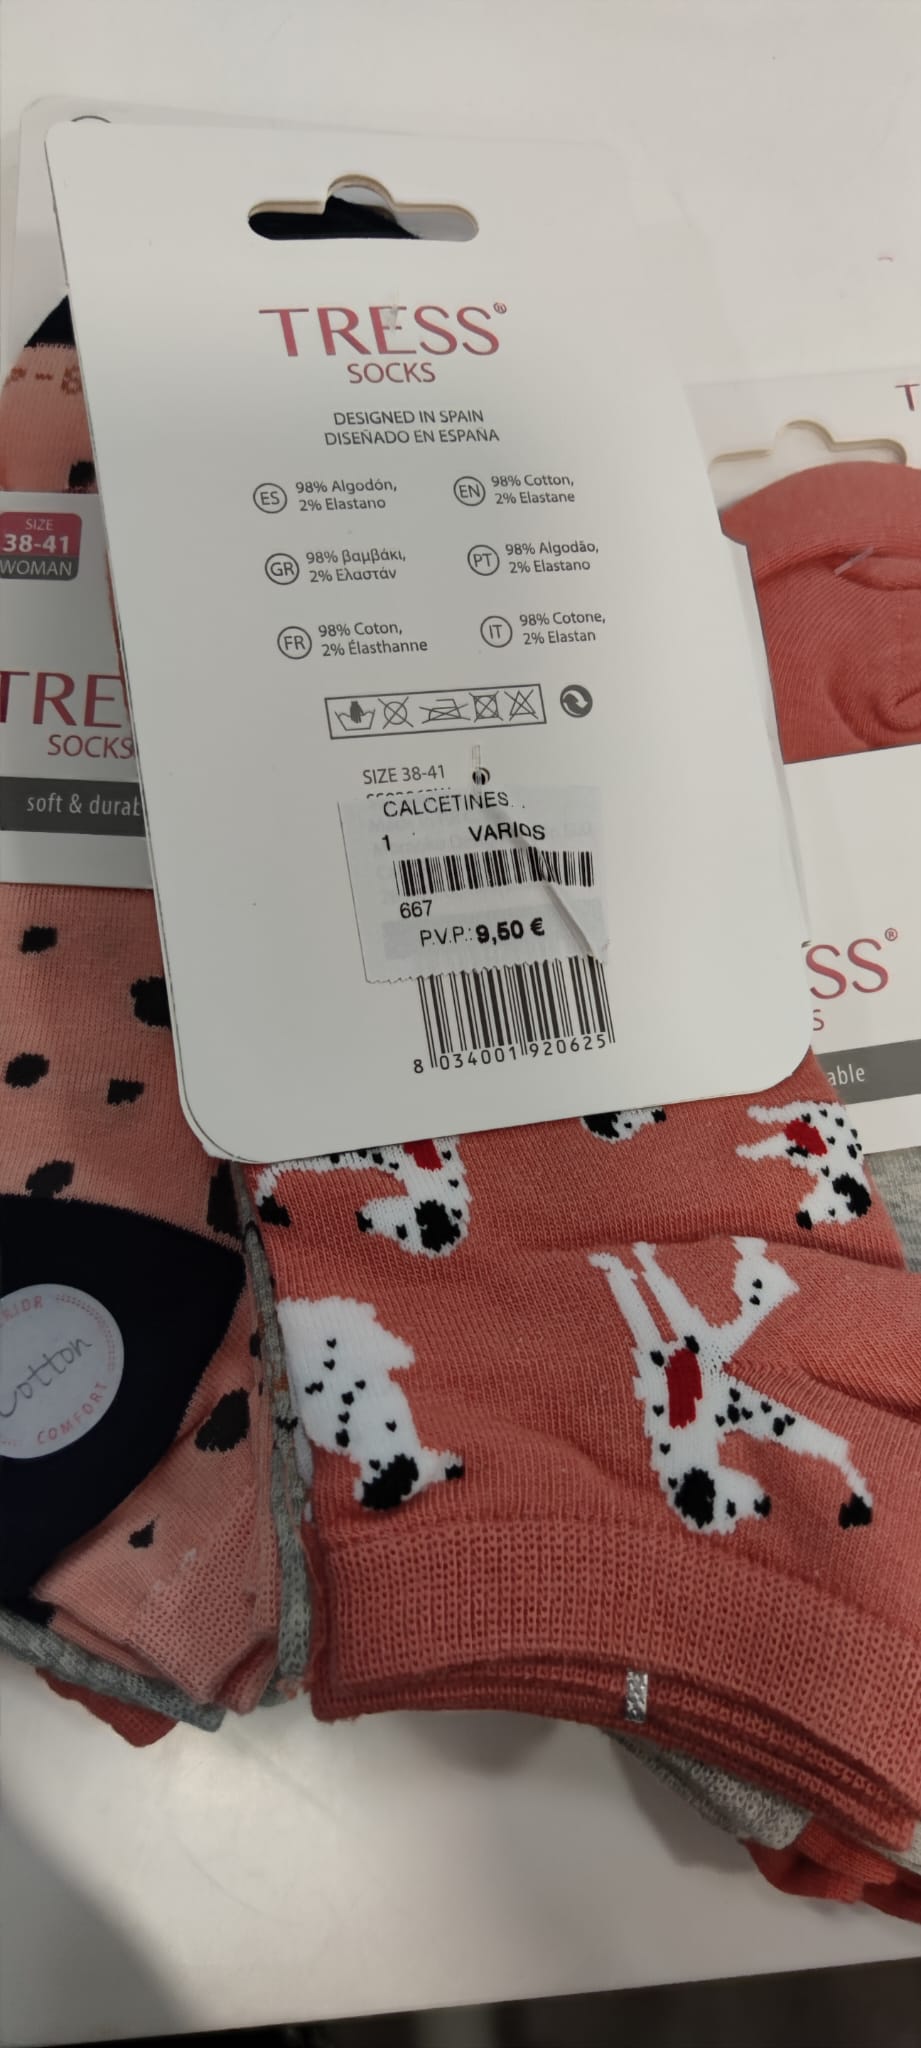 TRESS®
SOCKS
DESIGNED IN SPAIN
DISEÑADO EN ESPAÑA
ES 98% Algodón,
2% Elastano
EN 98% Cotton,
2% Elastane
GR 98% βαμβάκι,
2% Ελαστάν
PT 98% Algodão,
2% Elastano
FR 98% Coton,
2% Élasthanne
IT 98% Cotone,
2% Elastan
SIZE 38-41
CALCETINES..
1 VARIOS
667
P.V.P.: 9,50 €
8 034001 920625
SIZE
38-41
WOMAN
TRE
SOCKS
soft & durab
Cotton
COMFORT
SS®
S
able